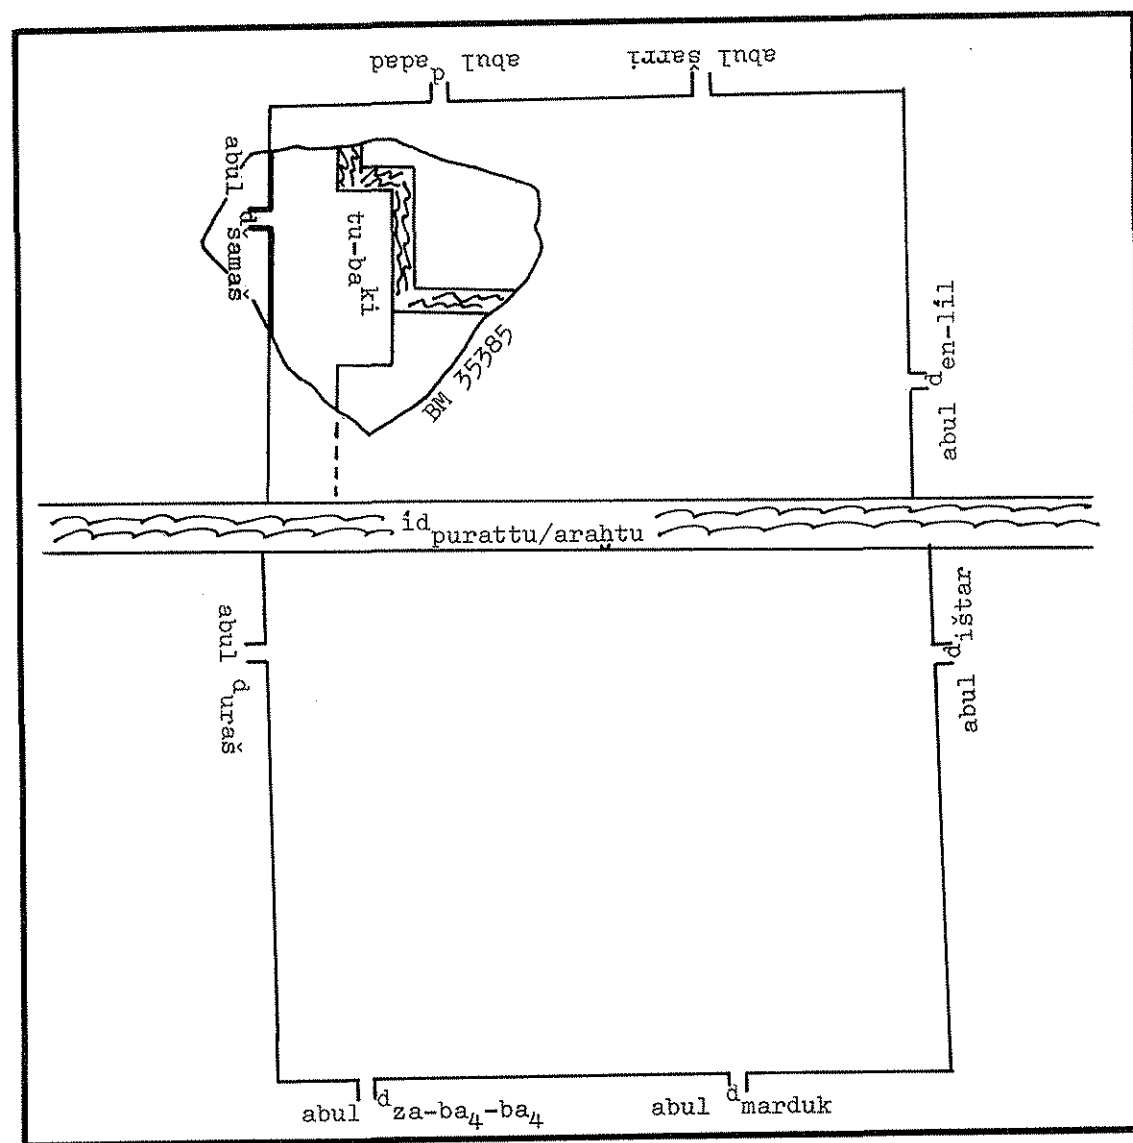 abul ᵈadad
abul šarri
abul ᵈšamaš
tu-baᵏⁱ
BM 35385
abul ᵈen-líl
ídpurattu/araḫtu
abul ᵈuraš
abul ᵈištar
abul ᵈza-ba₄-ba₄
abul ᵈmarduk